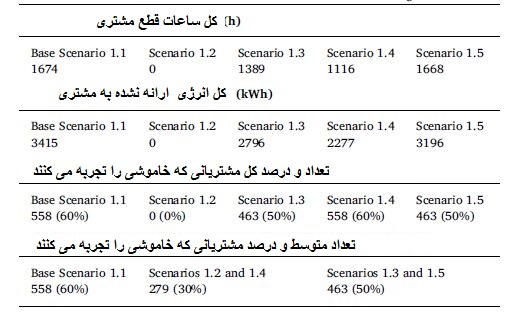 کل ساعات قطع مشتری (h)
Base Scenario 1.1 Scenario 1.2 Scenario 1.3 Scenario 1.4 Scenario 1.5
1674 0 1389 1116 1668
کل انرژی ارائه نشده به مشتری (kWh)
Base Scenario 1.1 Scenario 1.2 Scenario 1.3 Scenario 1.4 Scenario 1.5
3415 0 2796 2277 3196
تعداد و درصد کل مشتریانی که خاموشی را تجربه می کنند
Base Scenario 1.1 Scenario 1.2 Scenario 1.3 Scenario 1.4 Scenario 1.5
558 (60%) 0 (0%) 463 (50%) 558 (60%) 463 (50%)
تعداد متوسط و درصد مشتریانی که خاموشی را تجربه می کنند
Base Scenario 1.1 Scenarios 1.2 and 1.4 Scenarios 1.3 and 1.5
558 (60%) 279 (30%) 463 (50%)